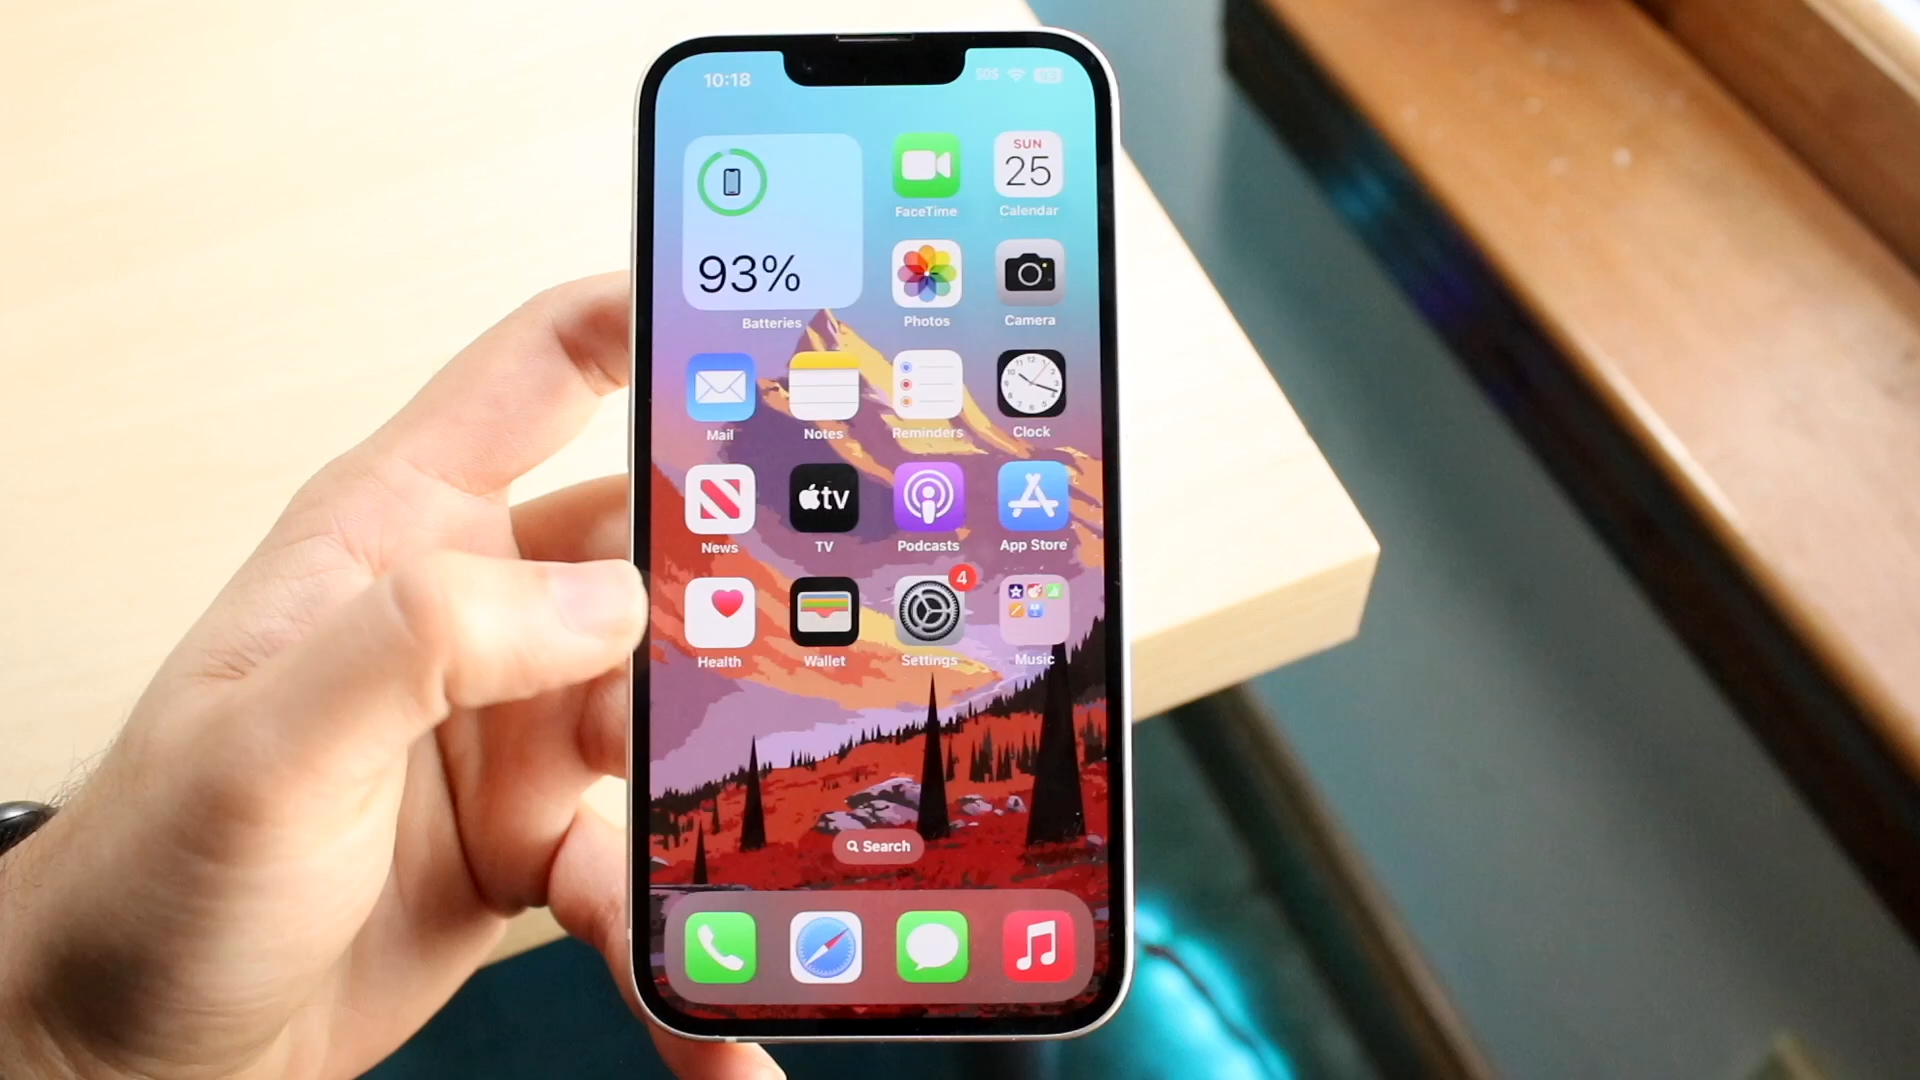 10:18
SOS 93
SUN
25
FaceTime
Calendar
93%
Batteries
Photos
Camera
Mail
Notes
Reminders
Clock
tv
News
TV
Podcasts
App Store
4
Health
Wallet
Settings
Music
Search